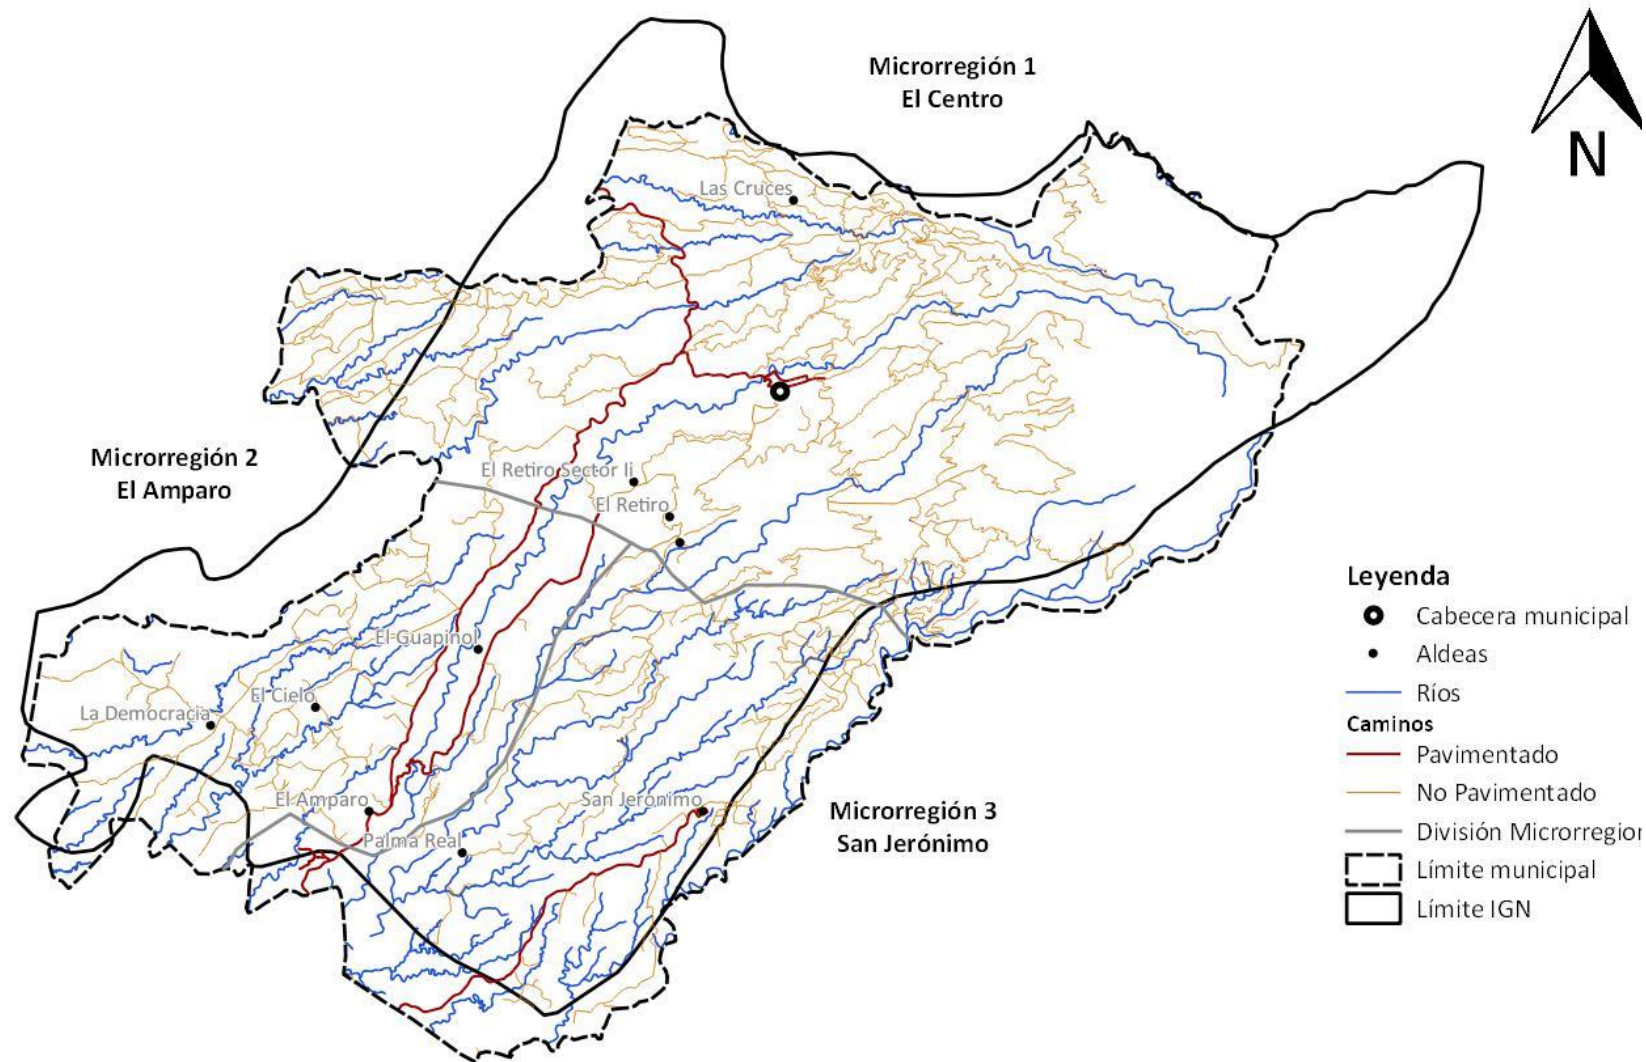 Microrregión 1
El Centro
N
Las Cruces
Microrregión 2
El Amparo
El Retiro Sector Ii
El Retiro
El Guapinol
El Cielo
La Democracia
El Amparo
Palma Real
San Jeronimo
Microrregión 3
San Jerónimo
Leyenda
Cabecera municipal
Aldeas
Ríos
Caminos
Pavimentado
No Pavimentado
División Microrregion
Límite municipal
Límite IGN